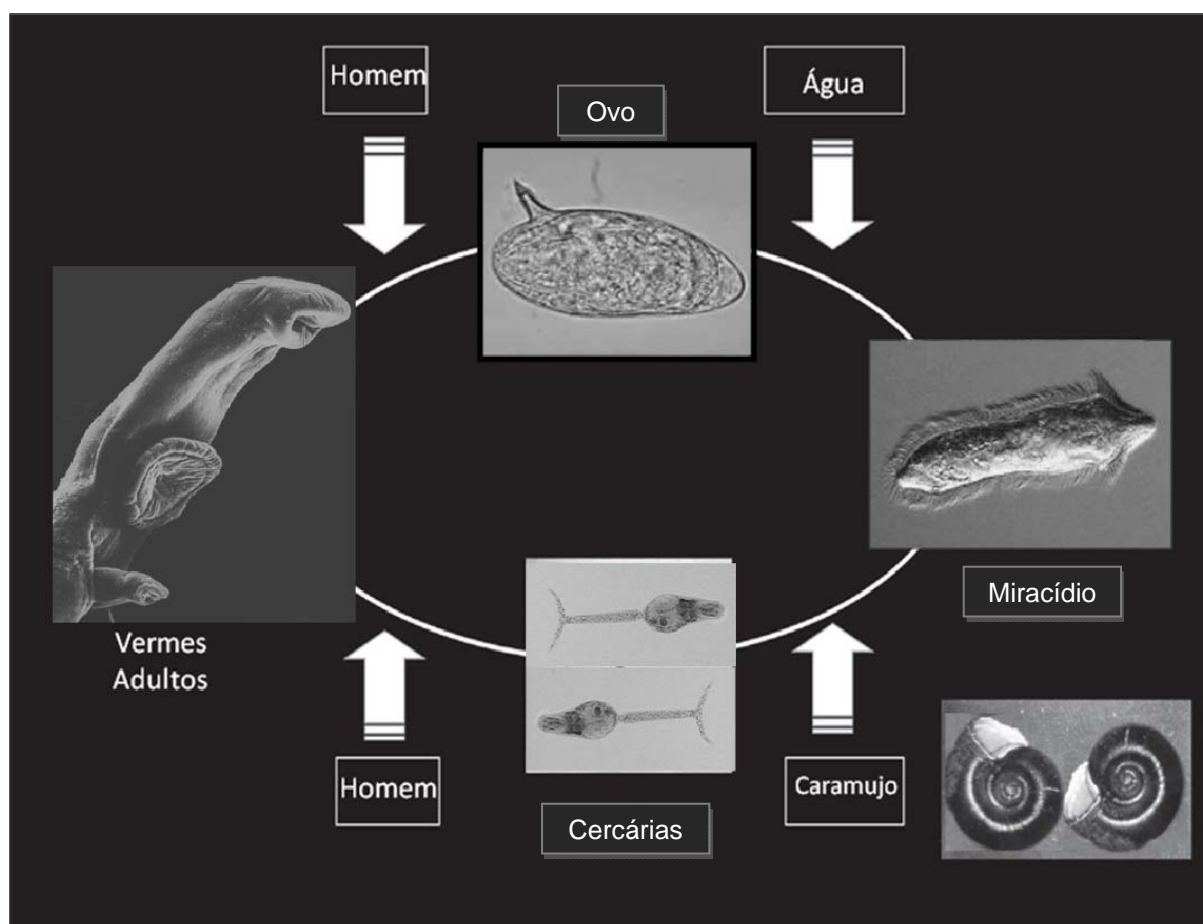 Homem
Água
Ovo
Miracídio
Vermes
Adultos
Homem
Caramujo
Cercárias